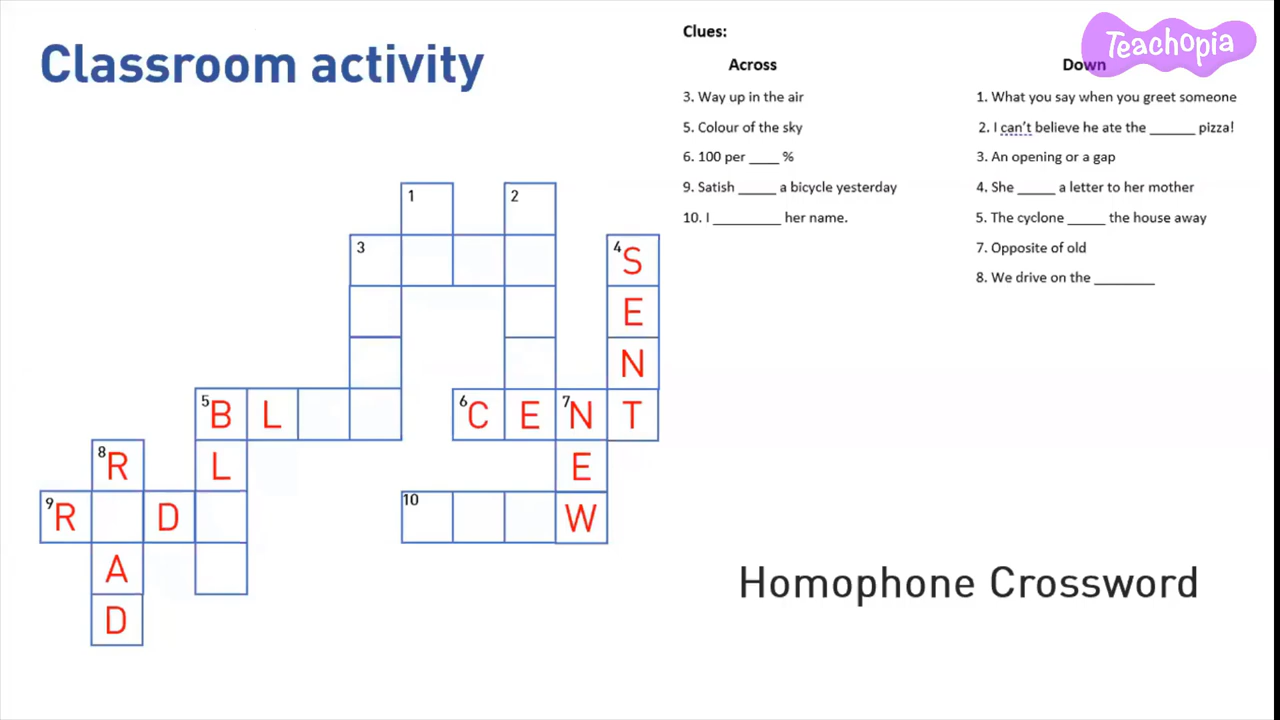 Classroom activity
Clues:
Teachopia
Across
Down
3. Way up in the air
5. Colour of the sky
6. 100 per ____ %
9. Satish _____ a bicycle yesterday
10. I _________ her name.
1. What you say when you greet someone
2. I can't believe he ate the ______ pizza!
3. An opening or a gap
4. She _____ a letter to her mother
5. The cyclone _____ the house away
7. Opposite of old
8. We drive on the ________
1 2
3 4 S
E
N
5 B L 6 C E 7 N T
8 R L E
9 R D 10 W
A
D
Homophone Crossword